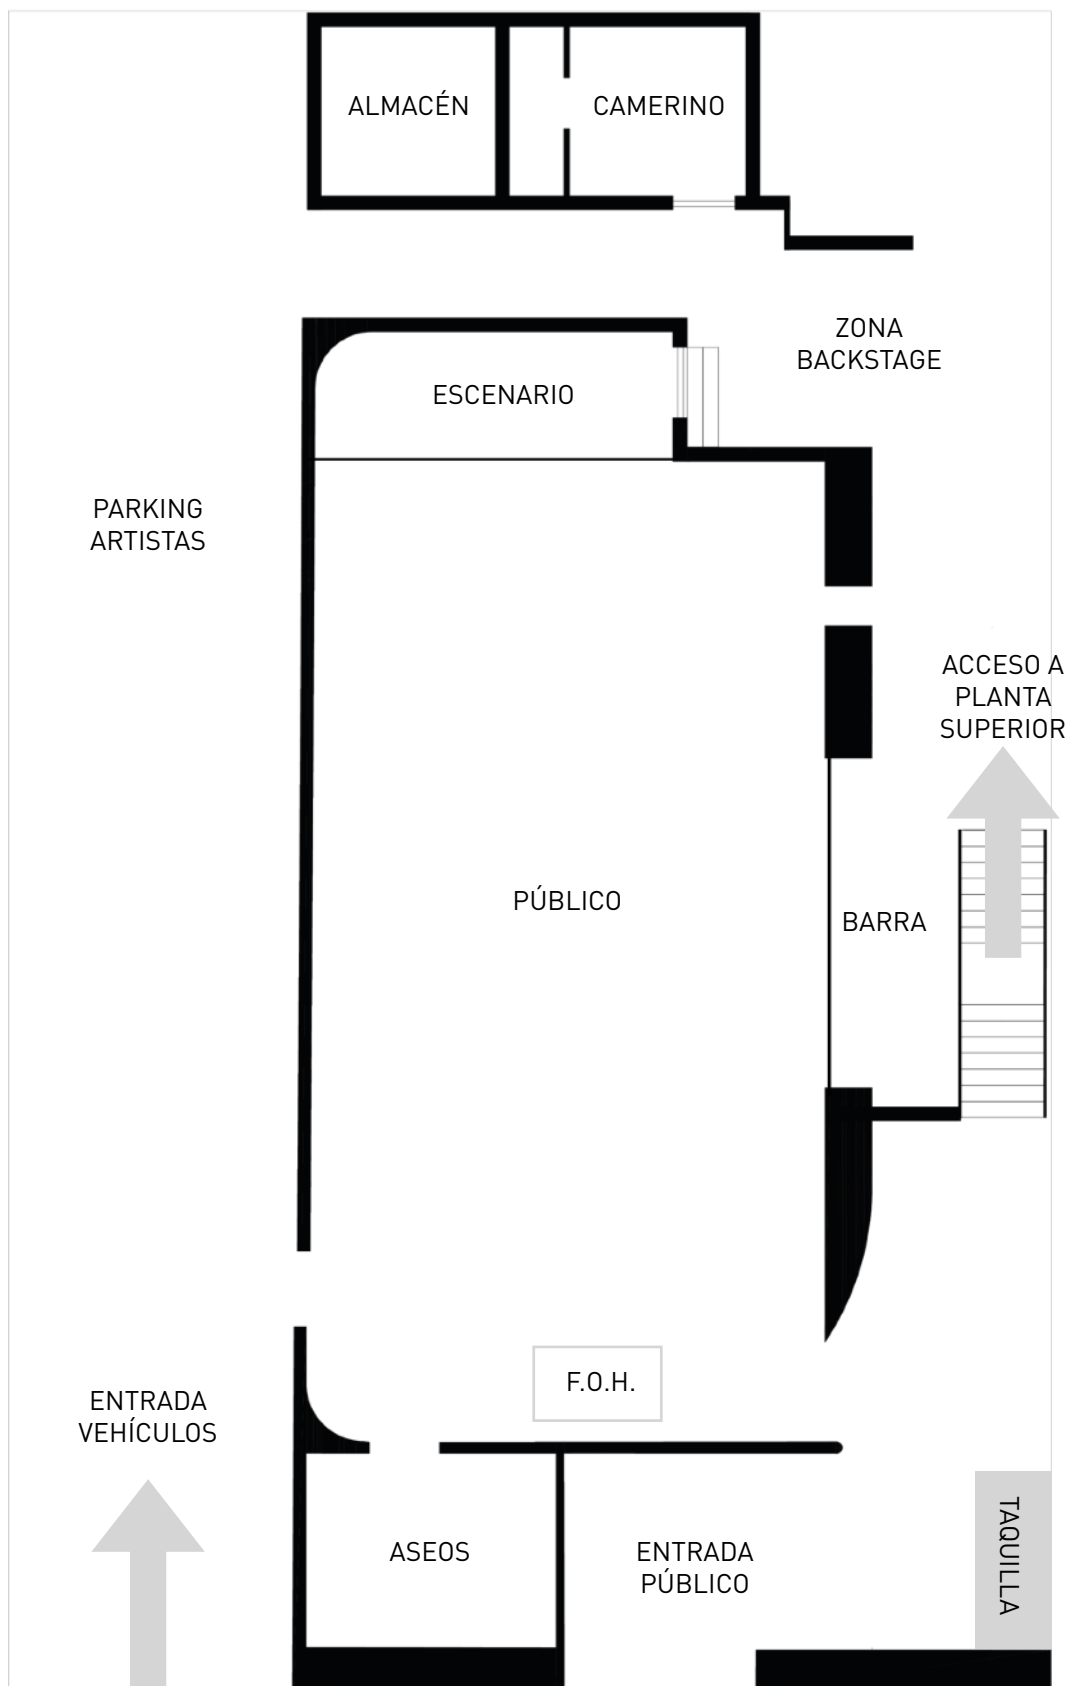 ALMACÉN
CAMERINO
ZONA
BACKSTAGE
ESCENARIO
PARKING
ARTISTAS
ACCESO A
PLANTA
SUPERIOR
PÚBLICO
BARRA
F.O.H.
ENTRADA
VEHÍCULOS
ASEOS
ENTRADA
PÚBLICO
TAQUILLA